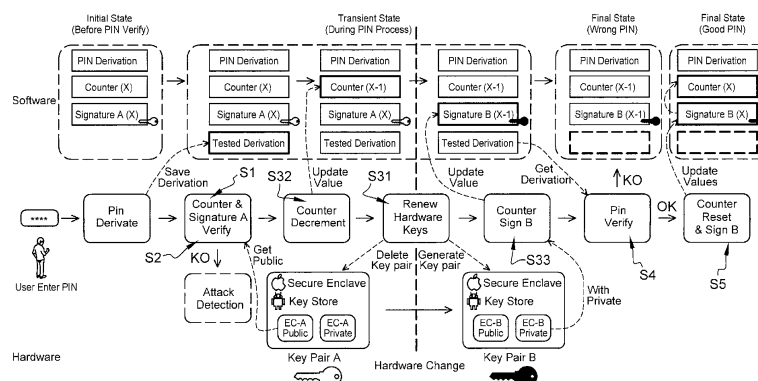 Initial State
(Before PIN Verify)
Transient State
(During PIN Process)
Final State
(Wrong PIN)
Final State
(Good PIN)
Software
PIN Derivation
Counter (X)
Signature A (X)
PIN Derivation
Counter (X)
Signature A (X)
Tested Derivation
PIN Derivation
Counter (X-1)
Signature A (X)
Tested Derivation
PIN Derivation
Counter (X-1)
Signature B (X-1)
Tested Derivation
PIN Derivation
Counter (X-1)
Signature B (X-1)
PIN Derivation
Counter (X)
Signature B (X)
Save
Derivation
S1
S32
Update
Value
S31
Update
Value
Get
Derivation
KO
Update
Values
****
User Enter PIN
Pin
Derivate
Counter &
Signature A
Verify
Counter
Decrement
Renew
Hardware
Keys
Counter
Sign B
Pin
Verify
OK
Counter
Reset
& Sign B
S2
KO
Get
Public
Delete
Key pair
Generate
Key pair
S33
With
Private
S4
S5
Attack
Detection
Secure Enclave
Key Store
EC-A
Public
EC-A
Private
Key Pair A
Secure Enclave
Key Store
EC-B
Public
EC-B
Private
Key Pair B
Hardware
Hardware Change